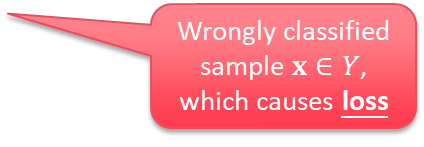 Wrongly classified
sample 𝐱 ∈ 𝑌,
which causes loss